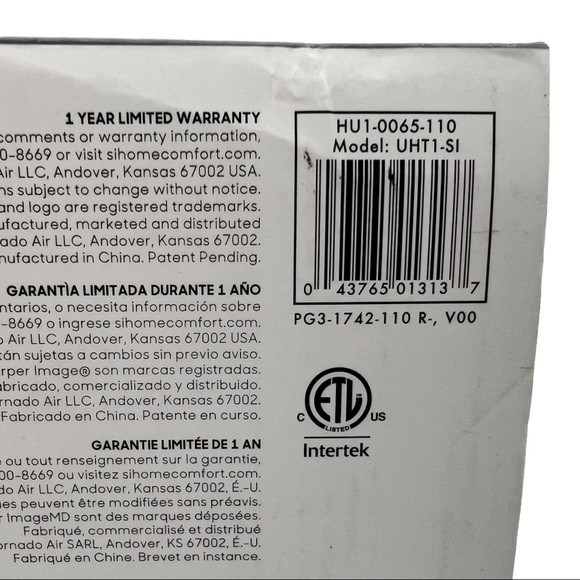 1 YEAR LIMITED WARRANTY
comments or warranty information,
0-8669 or visit sihomecomfort.com.
Air LLC, Andover, Kansas 67002 USA.
ns subject to change without notice.
and logo are registered trademarks.
ufactured, marketed and distributed
nado Air LLC, Andover, Kansas 67002.
nufactured in China. Patent Pending.
GARANTÌA LIMITADA DURANTE 1 AÑO
entarios, o necesita información sobre
-8669 o ingrese sihomecomfort.com.
o Air LLC, Andover, Kansas 67002.
tán sujetas a cambios sin previo aviso.
rper Image® son marcas registradas.
abricado, comercializado y distribuido.
rnado Air LLC, Andover, Kansas 67002.
Fabricado en China. Patente en curso.
GARANTIE LIMITÉE DE 1 AN
e ou tout renseignement sur la garantie,
00-8669 ou visitez sihomecomfort.com.
do Air LLC, Andover, Kansas 67002, É.-U.
ques peuvent être modifiées sans préavis.
er ImageMD sont des marques déposées.
Fabriqué, commercialisé et distribué
ornado Air SARL, Andover, KS 67002, É.-U.
Fabriqué en Chine. Brevet en instance.
HU1-0065-110
Model: UHT1-SI
0 43765 01313 7
PG3-1742-110 R-, V00
ETL
LISTED
C US
Intertek